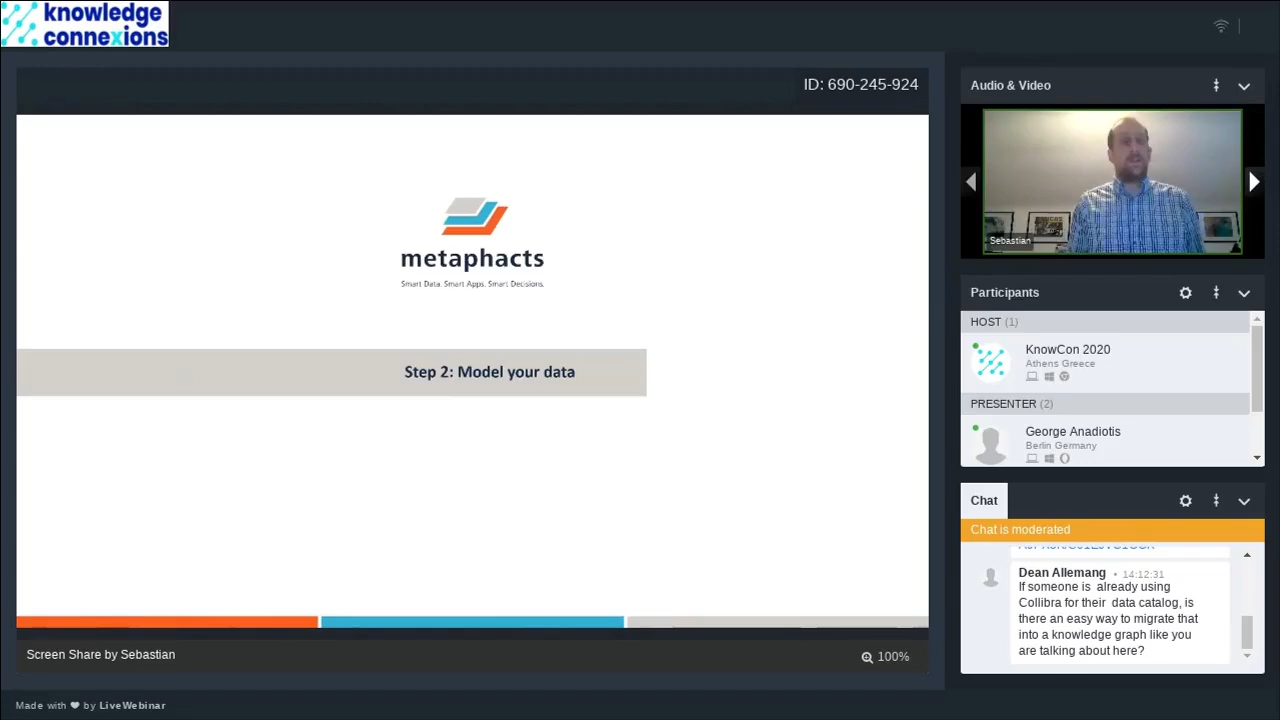 knowledge
connexions
ID: 690-245-924
metaphacts
Smart Data. Smart Apps. Smart Decisions.
Step 2: Model your data
Screen Share by Sebastian
100%
Made with ❤ by LiveWebinar
Audio & Video
Sebastian
Participants
HOST (1)
KnowCon 2020
Athens Greece
PRESENTER (2)
George Anadiotis
Berlin Germany
Chat
Chat is moderated
Dean Allemang • 14:12:31
If someone is already using
Collibra for their data catalog, is
there an easy way to migrate that
into a knowledge graph like you
are talking about here?